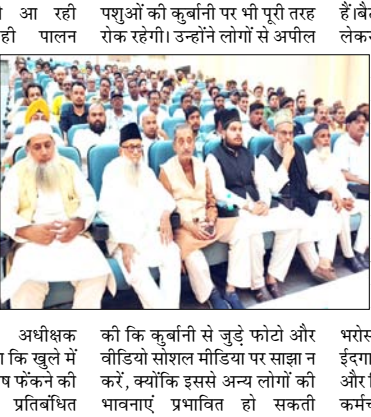 आ रही
ही पालन
पशुओं की कुर्बानी पर भी पूरी तरह
रोक रहेगी। उन्होंने लोगों से अपील
हैं।बैठ
लेकर
अधीक्षक
कि खुले में
फेंकने की
प्रतिबंधित
की कि कुर्बानी से जुड़े फोटो और
वीडियो सोशल मीडिया पर साझा न
करें, क्योंकि इससे अन्य लोगों की
भावनाएं प्रभावित हो सकती
भरोस
ईदगा
और
कर्मच